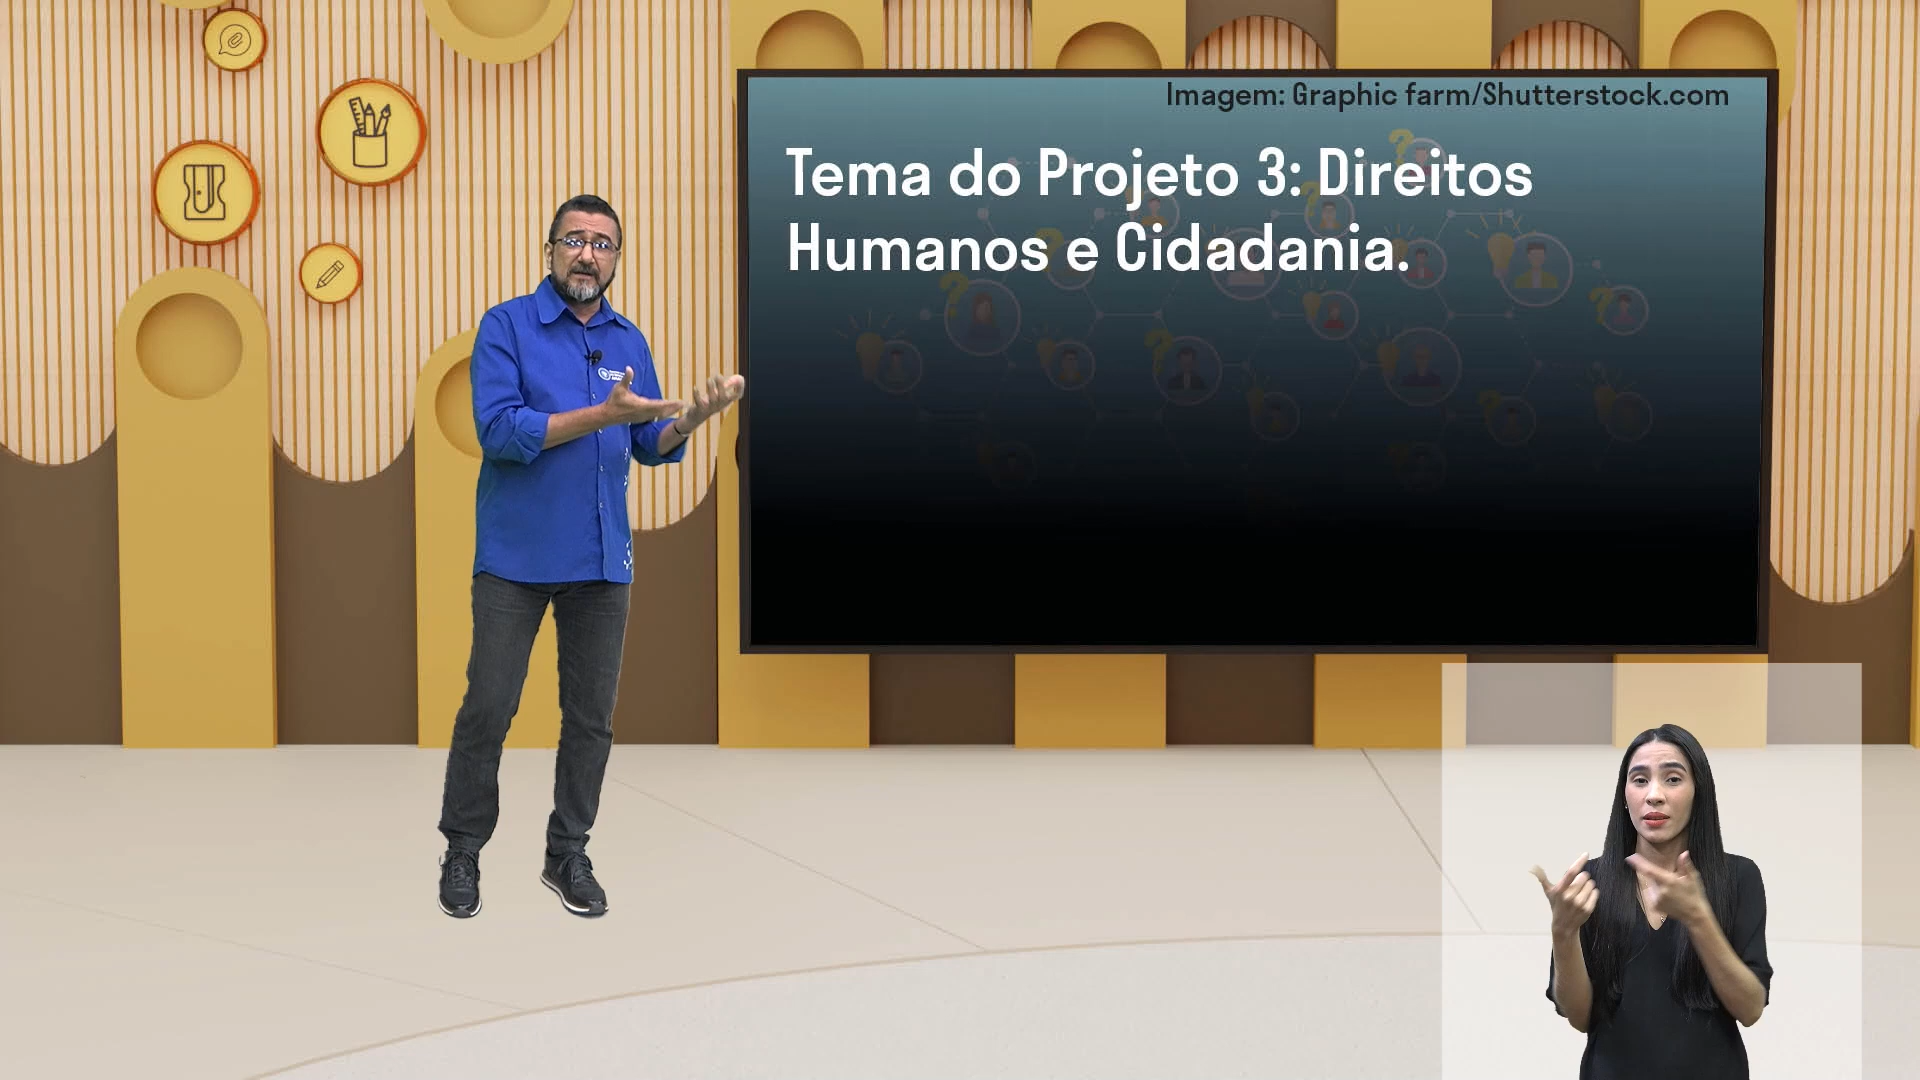 Imagem: Graphic farm/Shutterstock.com
Tema do Projeto 3: Direitos
Humanos e Cidadania.